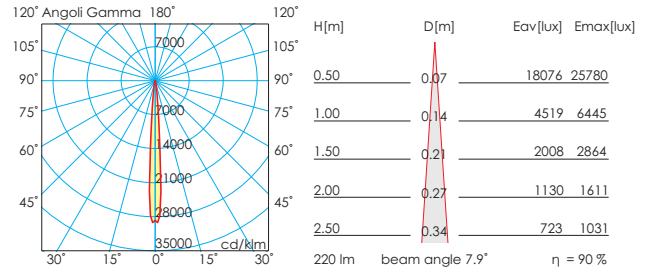 120° Angoli Gamma 180° 120°
105° 7000 105°
90° 90°
75° 7000 75°
60° 14000 60°
45° 21000 45°
28000
35000 cd/klm
30° 15° 0° 15° 30°
H[m] D[m] Eav[lux] Emax[lux]
0.50 0.07 18076 25780
1.00 0.14 4519 6445
1.50 0.21 2008 2864
2.00 0.27 1130 1611
2.50 0.34 723 1031
220 lm beam angle 7.9° η = 90 %